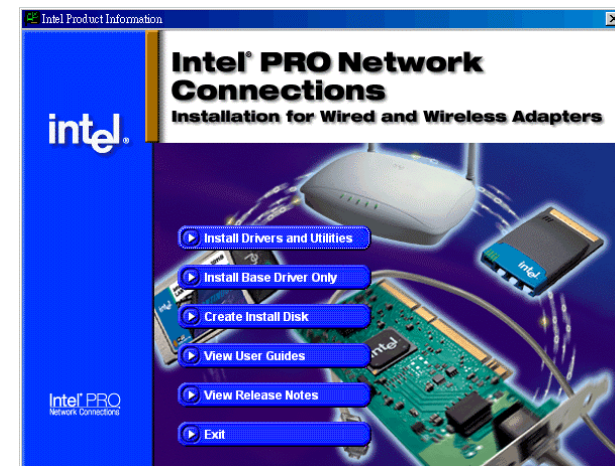 Intel Product Information
Intel® PRO Network
Connections
Installation for Wired and Wireless Adapters
intel®
Install Drivers and Utilities
Install Base Driver Only
Create Install Disk
View User Guides
View Release Notes
Exit
Intel® PRO
Network Connections
intel
intel